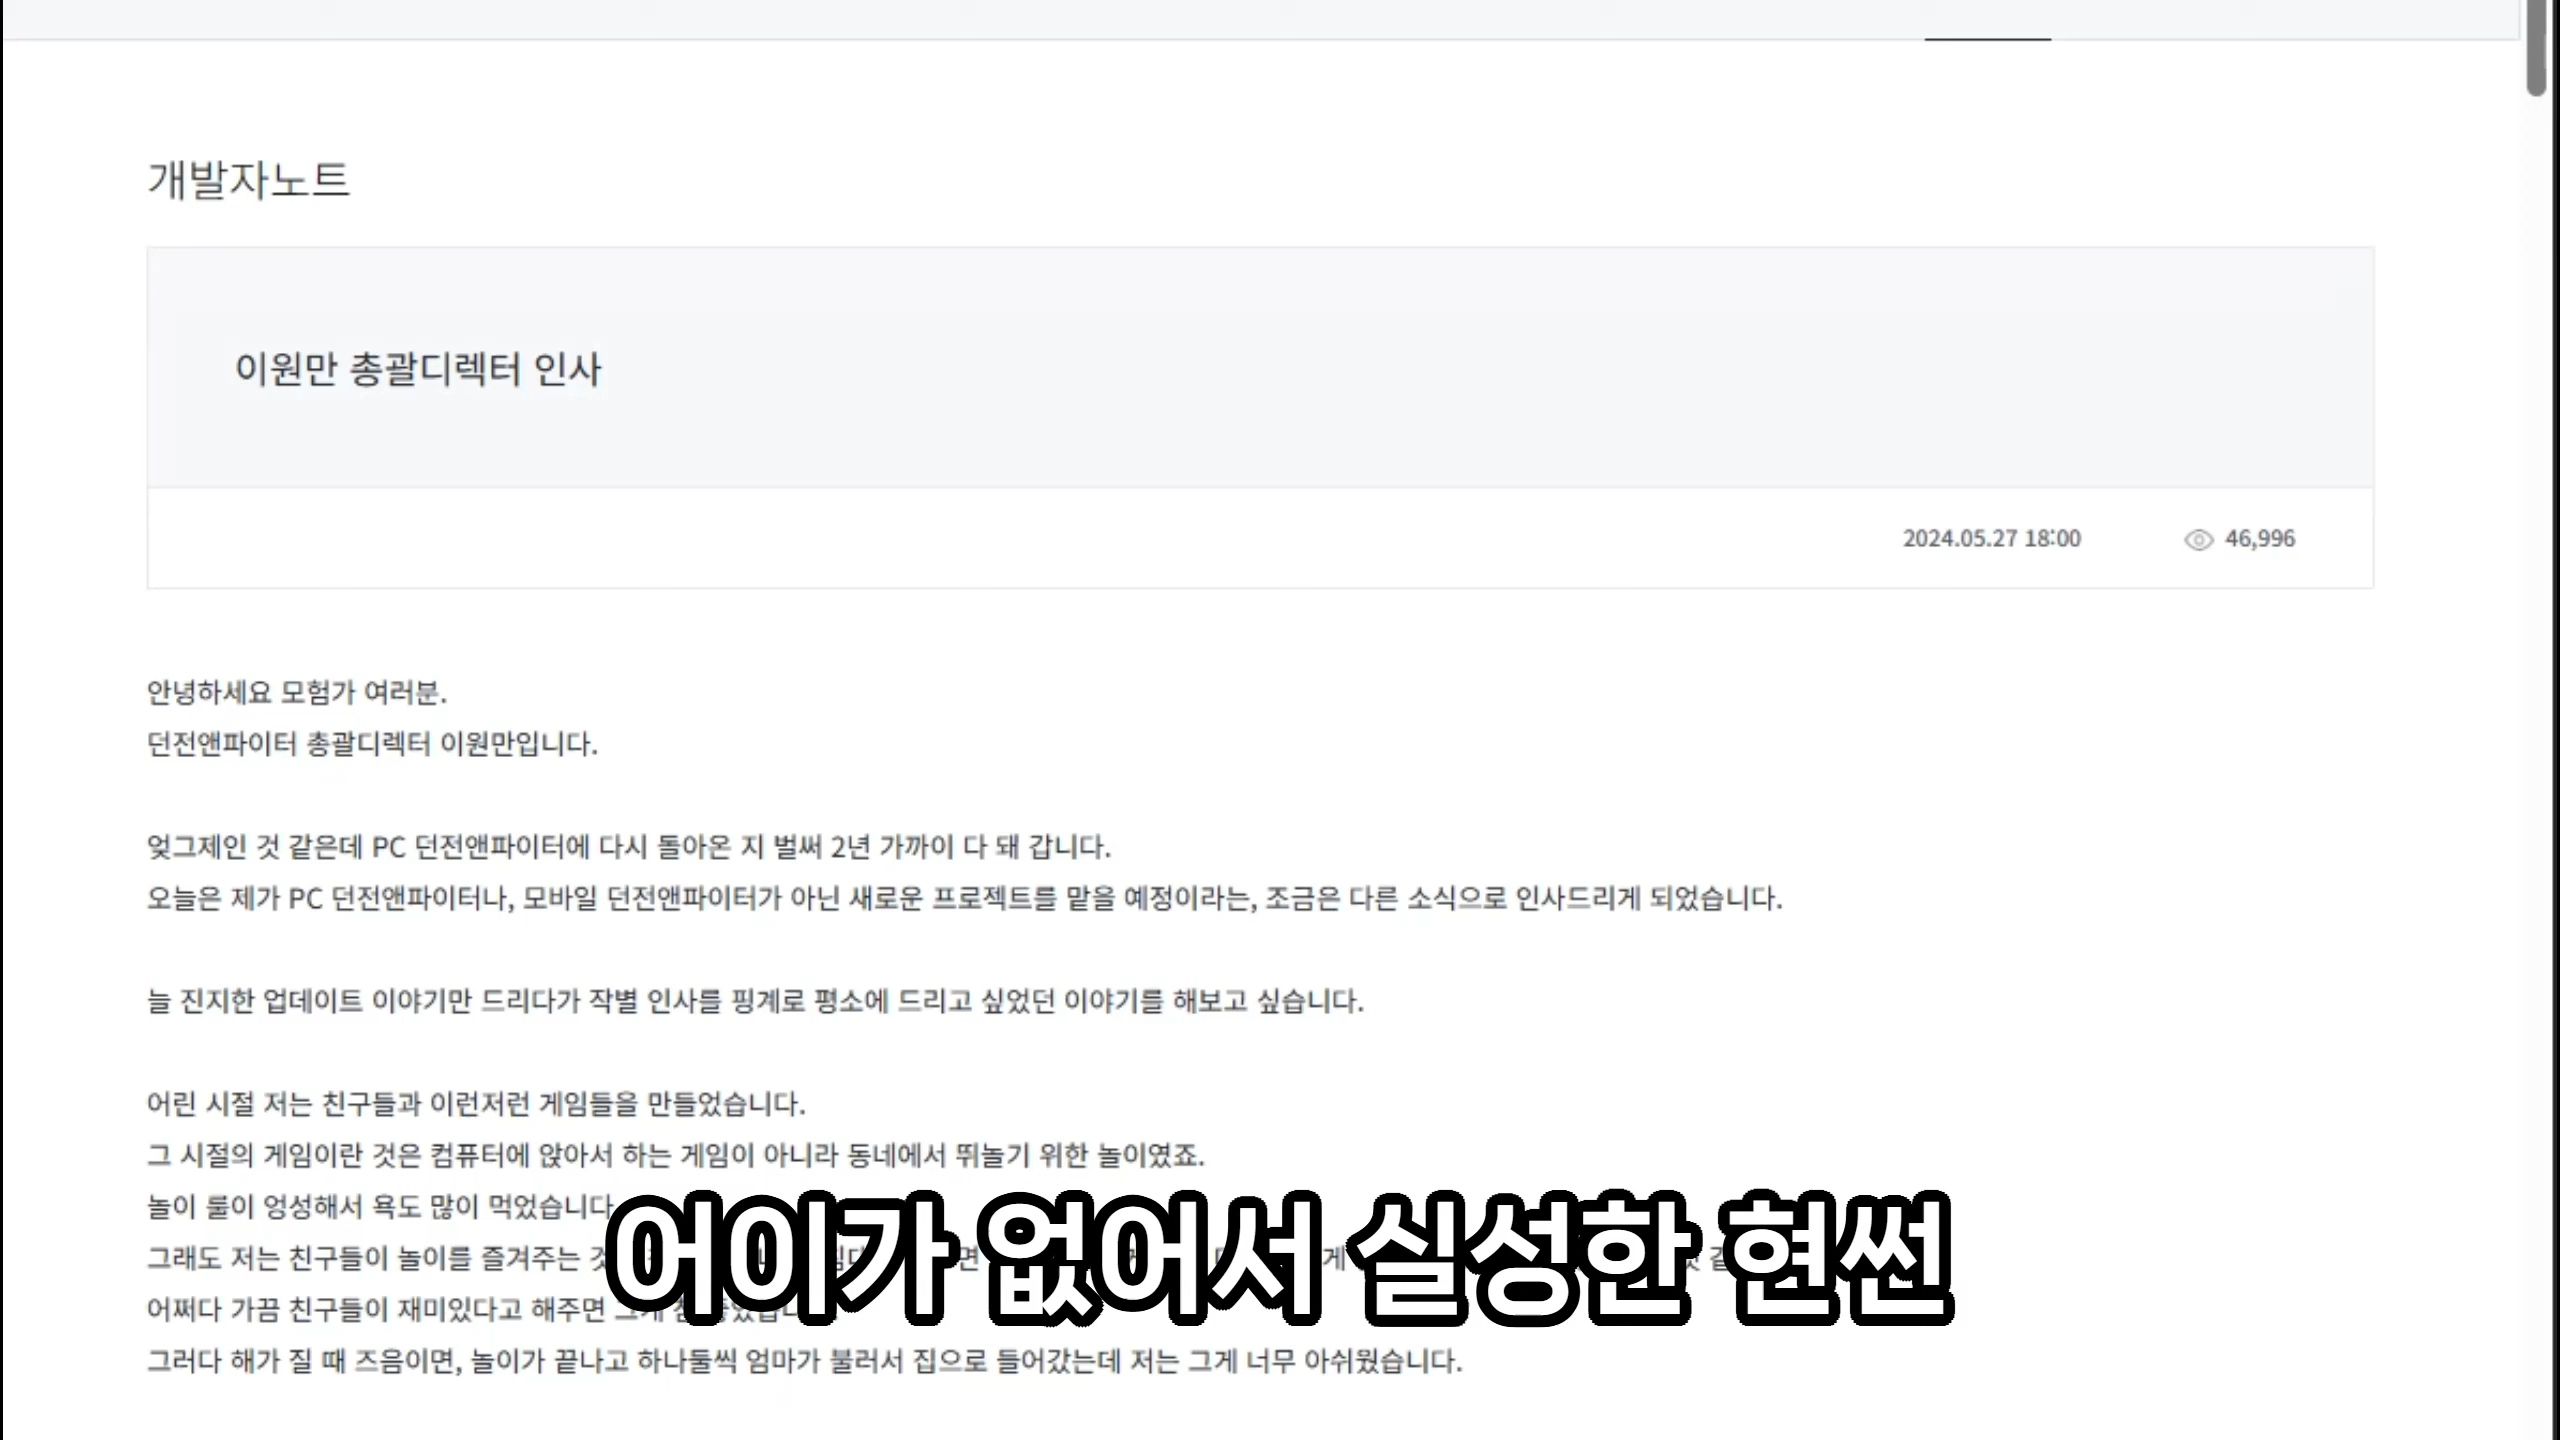 개발자노트
이원만 총괄디렉터 인사
2024.05.27 18:00 46,996
안녕하세요 모험가 여러분.
던전앤파이터 총괄디렉터 이원만입니다.
엊그제인 것 같은데 PC 던전앤파이터에 다시 돌아온 지 벌써 2년 가까이 다 돼 갑니다.
오늘은 제가 PC 던전앤파이터나, 모바일 던전앤파이터가 아닌 새로운 프로젝트를 맡을 예정이라는, 조금은 다른 소식으로 인사드리게 되었습니다.
늘 진지한 업데이트 이야기만 드리다가 작별 인사를 핑계로 평소에 드리고 싶었던 이야기를 해보고 싶습니다.
어린 시절 저는 친구들과 이런저런 게임들을 만들었습니다.
그 시절의 게임이란 것은 컴퓨터에 앉아서 하는 게임이 아니라 동네에서 뛰놀기 위한 놀이였죠.
놀이 룰이 엉성해서 욕도 많이 먹었습니다
그래도 저는 친구들이 놀이를 즐겨주는
어쩌다 가끔 친구들이 재미있다고 해주면
어이가 없어서 실성한 현썬
그러다 해가 질 때 즈음이면, 놀이가 끝나고 하나둘씩 엄마가 불러서 집으로 들어갔는데 저는 그게 너무 아쉬웠습니다.